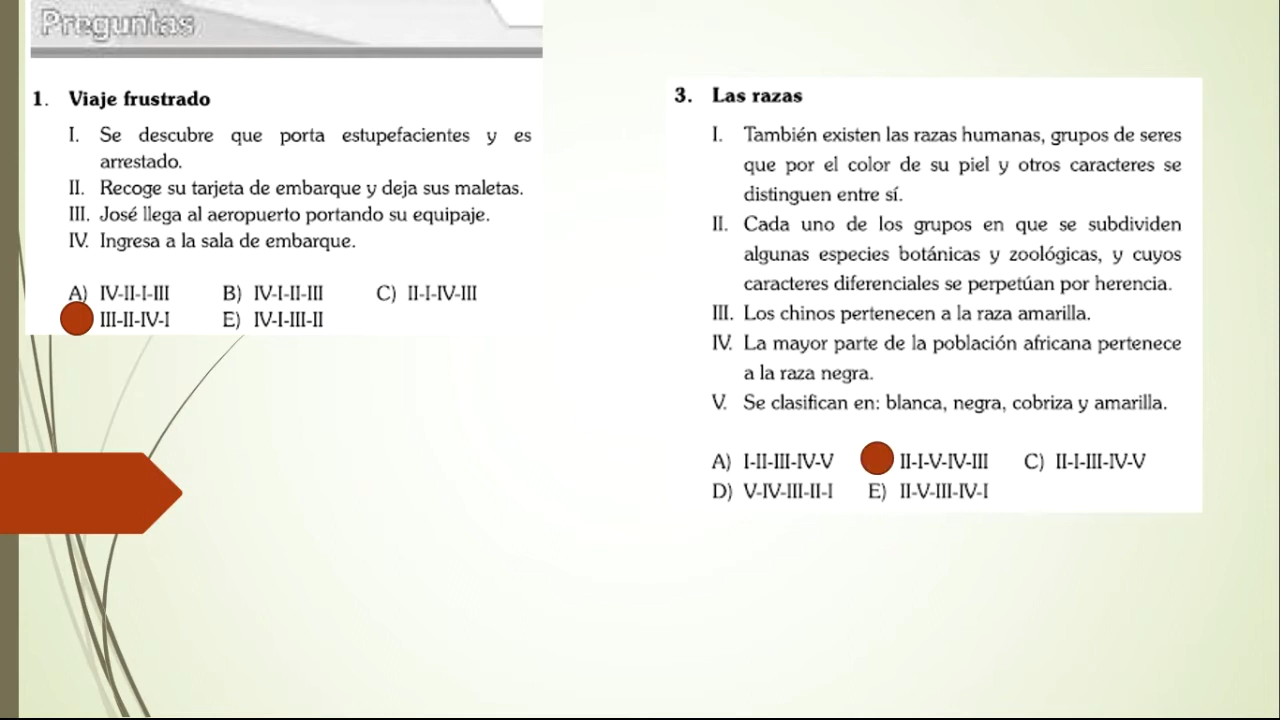 Preguntas
1. Viaje frustrado
I. Se descubre que porta estupefacientes y es
arrestado.
II. Recoge su tarjeta de embarque y deja sus maletas.
III. José llega al aeropuerto portando su equipaje.
IV. Ingresa a la sala de embarque.
A) IV-II-I-III B) IV-I-II-III C) II-I-IV-III
III-II-IV-I E) IV-I-III-II
3. Las razas
I. También existen las razas humanas, grupos de seres
que por el color de su piel y otros caracteres se
distinguen entre sí.
II. Cada uno de los grupos en que se subdividen
algunas especies botánicas y zoológicas, y cuyos
caracteres diferenciales se perpetúan por herencia.
III. Los chinos pertenecen a la raza amarilla.
IV. La mayor parte de la población africana pertenece
a la raza negra.
V. Se clasifican en: blanca, negra, cobriza y amarilla.
A) I-II-III-IV-V II-I-V-IV-III C) II-I-III-IV-V
D) V-IV-III-II-I E) II-V-III-IV-I